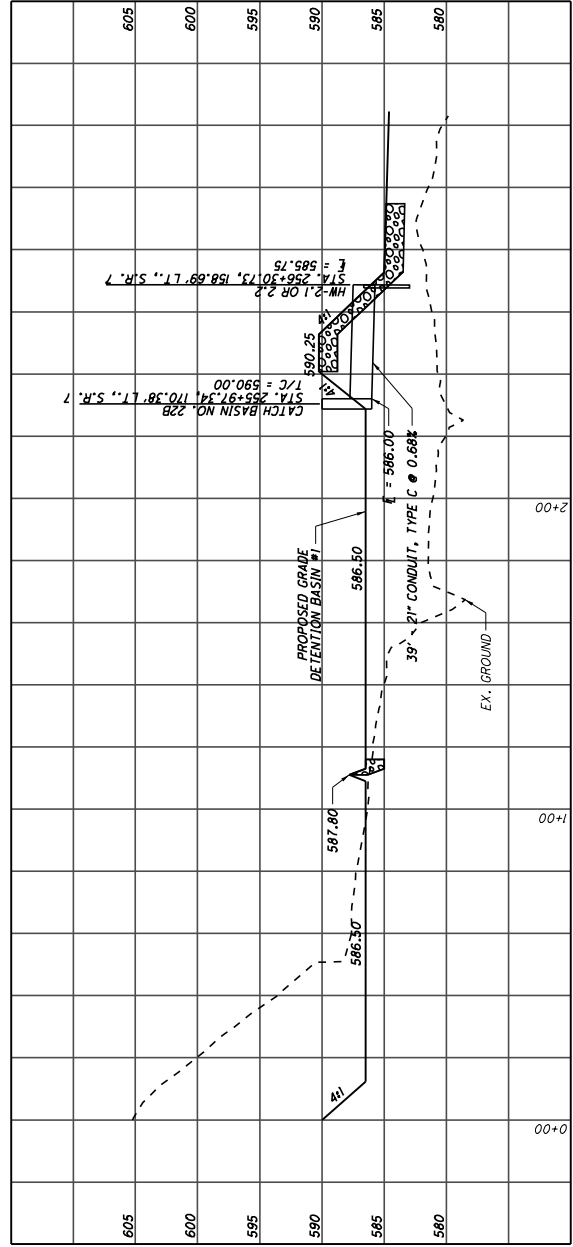 605
600
595
590
585
580
HW-2.1 OR 2.2
STA. 256+30.73, 158.69' LT., S.R. 7
E = 585.75
4:1
590.25
4:1
CATCH BASIN NO. 22B
STA. 255+97.34, 170.38' LT., S.R. 7
T/C = 590.00
E = 586.00
39', 21" CONDUIT, TYPE C @ 0.68%
2+00
PROPOSED GRADE
DETENTION BASIN #1
586.50
EX. GROUND
587.80
1+00
586.50
4:1
0+00
605
600
595
590
585
580